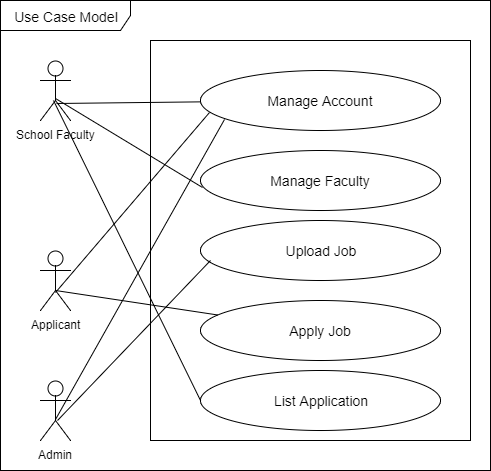 Use Case Model
Manage Account
School Faculty
Manage Faculty
Upload Job
Applicant
Apply Job
List Application
Admin